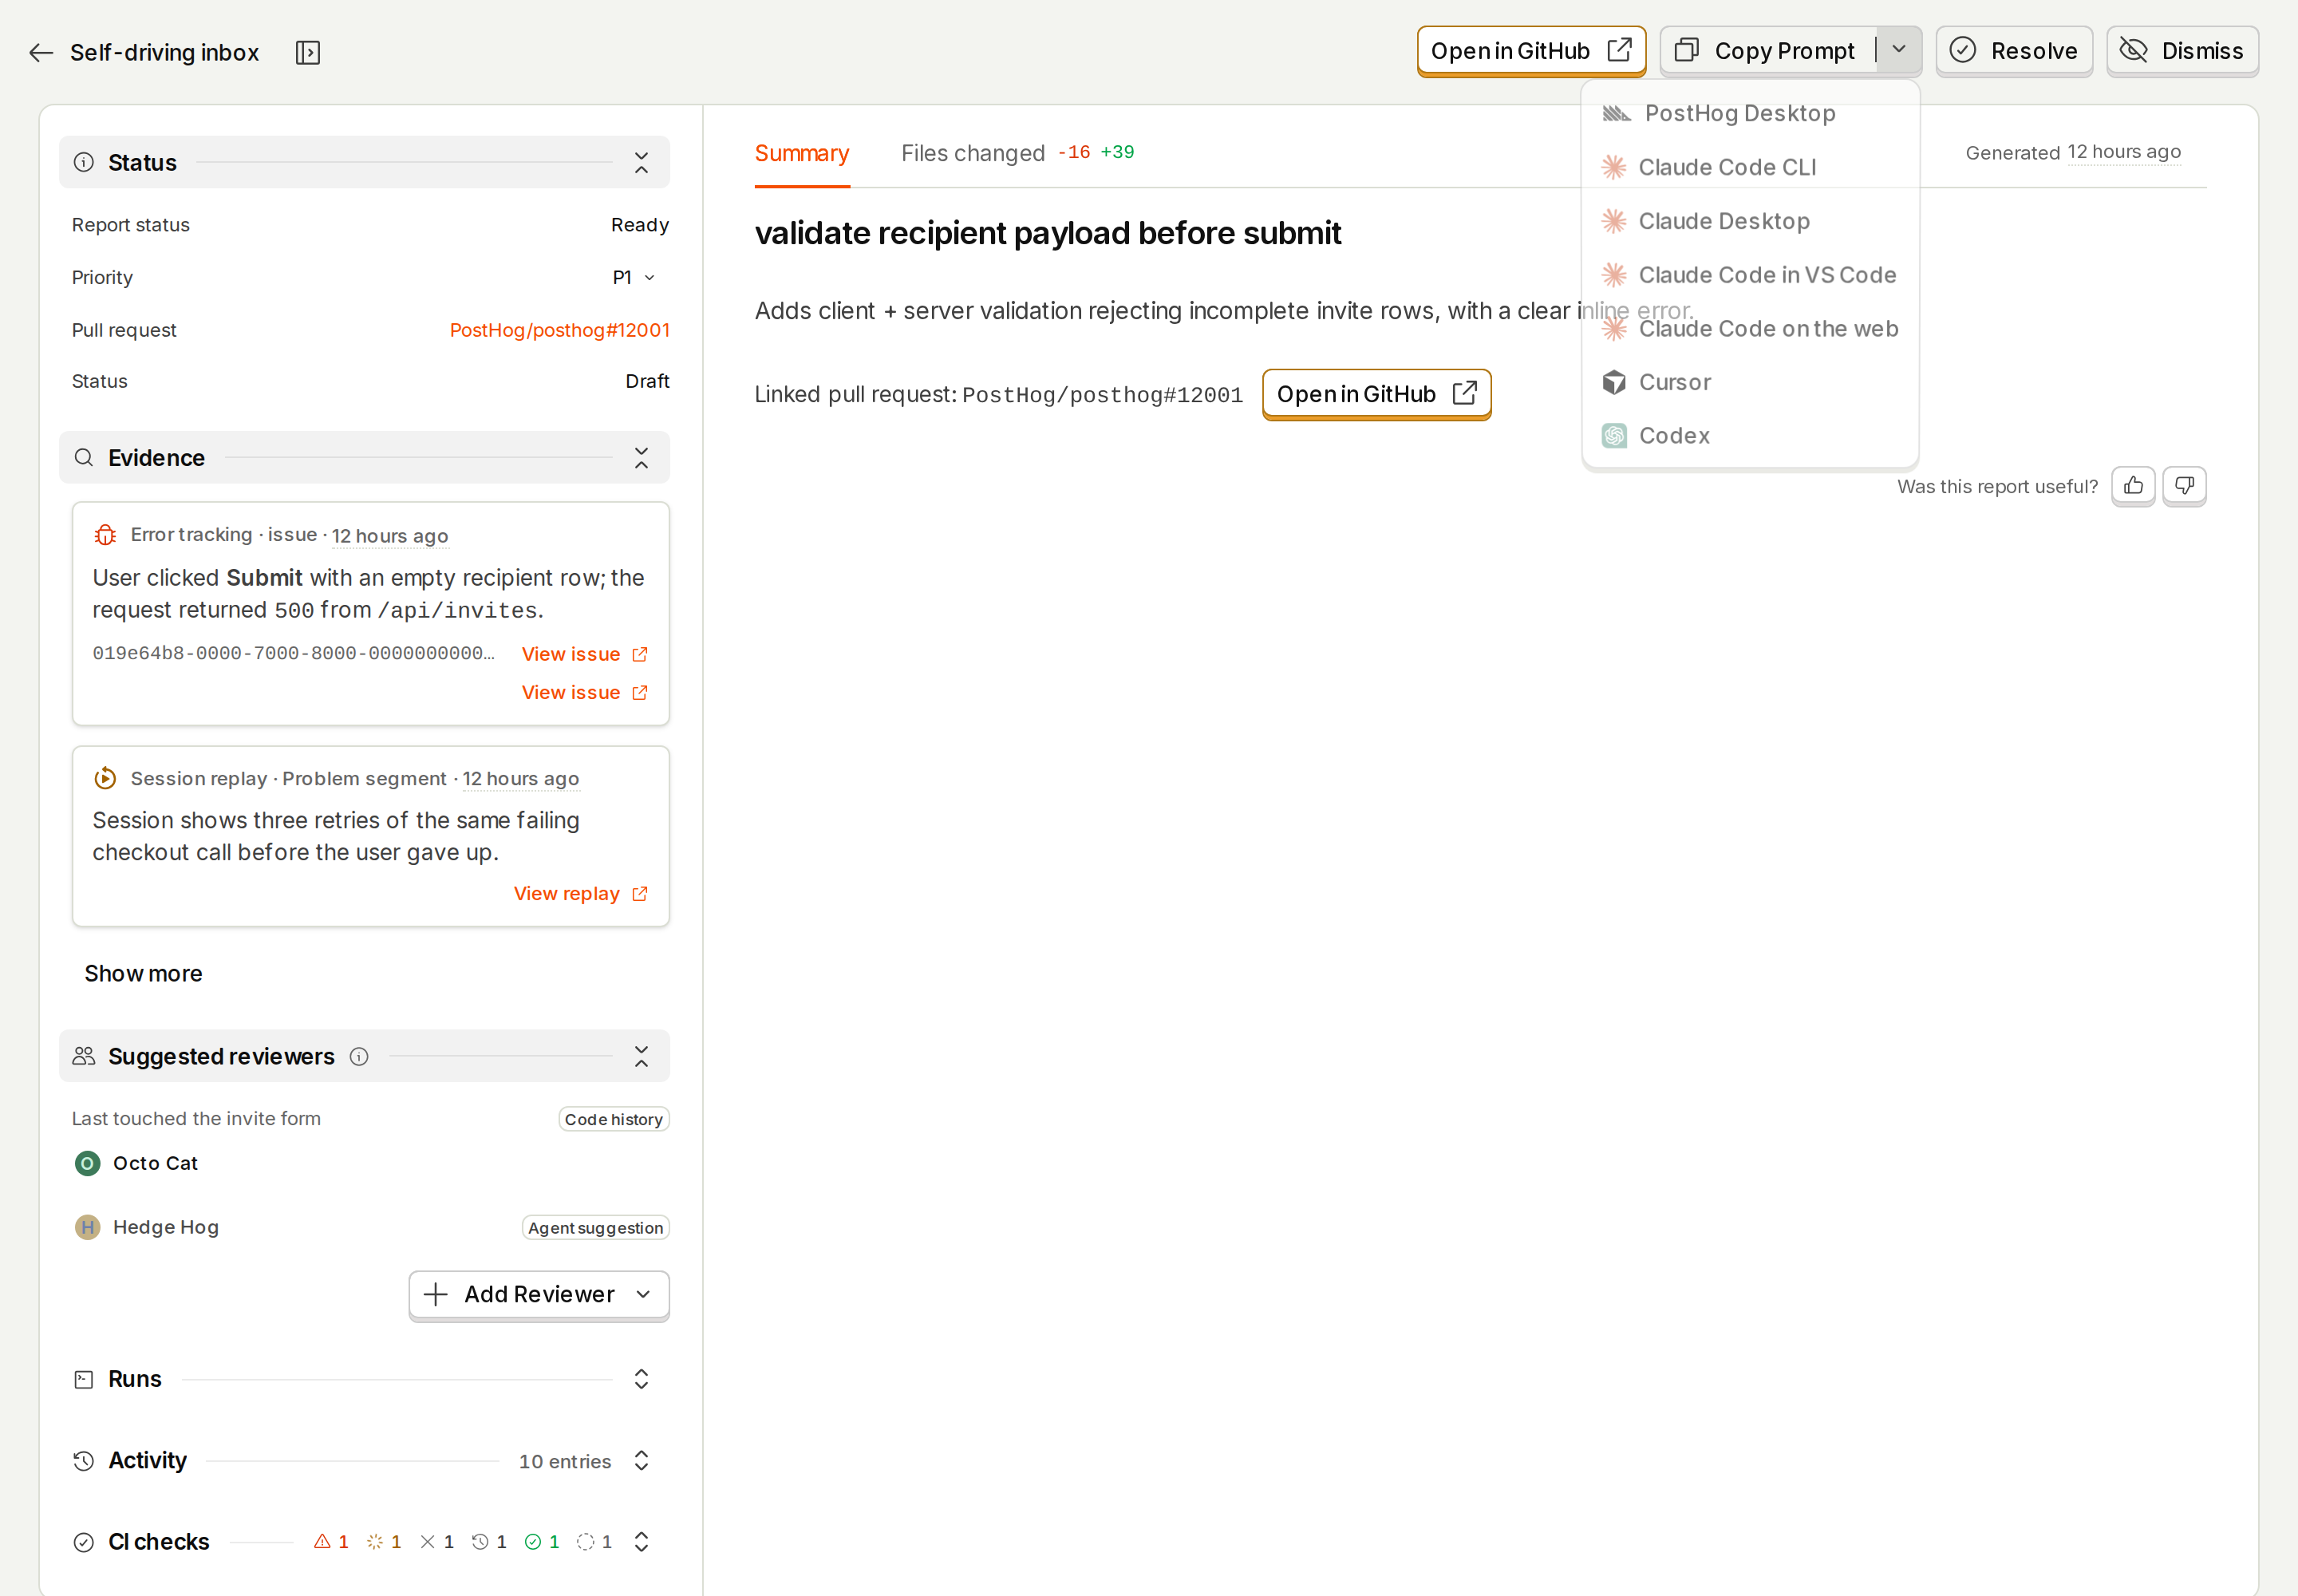 Self-driving inbox
Open in GitHub
Copy Prompt
Resolve
Dismiss
PostHog Desktop
Claude Code CLI
Claude Desktop
Claude Code in VS Code
Claude Code on the web
Cursor
Codex
Status
Report status
Ready
Priority
P1
Pull request
PostHog/posthog#12001
Status
Draft
Evidence
Error tracking · issue · 12 hours ago
User clicked Submit with an empty recipient row; the
request returned 500 from /api/invites.
019e64b8-0000-7000-8000-0000000000…
View issue
View issue
Session replay · Problem segment · 12 hours ago
Session shows three retries of the same failing
checkout call before the user gave up.
View replay
Show more
Suggested reviewers
Last touched the invite form
Code history
O
Octo Cat
H
Hedge Hog
Agent suggestion
Add Reviewer
Runs
Activity
10 entries
CI checks
1 1 1 1 1 1
Summary
Files changed -16 +39
Generated 12 hours ago
validate recipient payload before submit
Adds client + server validation rejecting incomplete invite rows, with a clear inline error.
Linked pull request: PostHog/posthog#12001
Open in GitHub
Was this report useful?